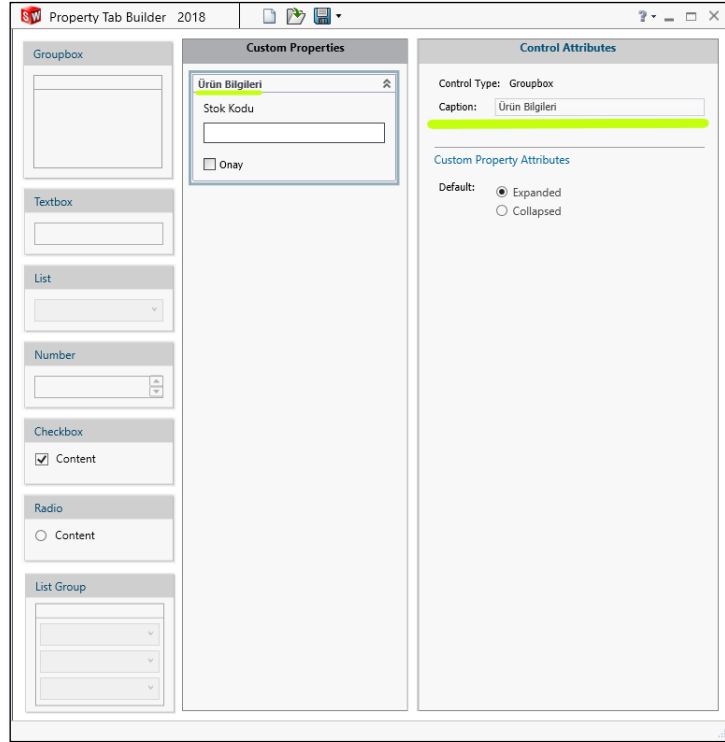 SW Property Tab Builder 2018
?
Groupbox
Textbox
List
Number
Checkbox
Content
Radio
Content
List Group
Custom Properties
Ürün Bilgileri
Stok Kodu
Onay
Control Attributes
Control Type: Groupbox
Caption: Ürün Bilgileri
Custom Property Attributes
Default: Expanded
Collapsed